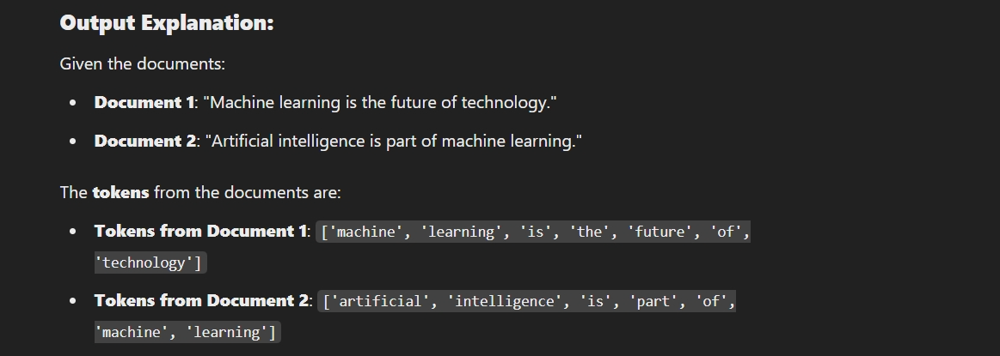 Output Explanation:
Given the documents:
• Document 1: "Machine learning is the future of technology."
• Document 2: "Artificial intelligence is part of machine learning."
The tokens from the documents are:
• Tokens from Document 1: ['machine', 'learning', 'is', 'the', 'future', 'of',
'technology']
• Tokens from Document 2: ['artificial', 'intelligence', 'is', 'part', 'of',
'machine', 'learning']